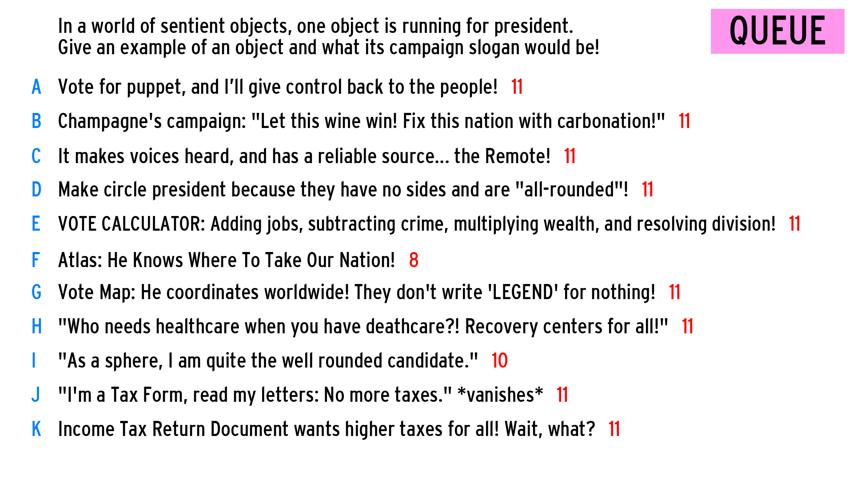 In a world of sentient objects, one object is running for president.
Give an example of an object and what its campaign slogan would be!
QUEUE
A Vote for puppet, and I'll give control back to the people! 11
B Champagne's campaign: "Let this wine win! Fix this nation with carbonation!" 11
C It makes voices heard, and has a reliable source... the Remote! 11
D Make circle president because they have no sides and are "all-rounded"! 11
E VOTE CALCULATOR: Adding jobs, subtracting crime, multiplying wealth, and resolving division! 11
F Atlas: He Knows Where To Take Our Nation! 8
G Vote Map: He coordinates worldwide! They don't write 'LEGEND' for nothing! 11
H "Who needs healthcare when you have deathcare?! Recovery centers for all!" 11
I "As a sphere, I am quite the well rounded candidate." 10
J "I'm a Tax Form, read my letters: No more taxes." *vanishes* 11
K Income Tax Return Document wants higher taxes for all! Wait, what? 11